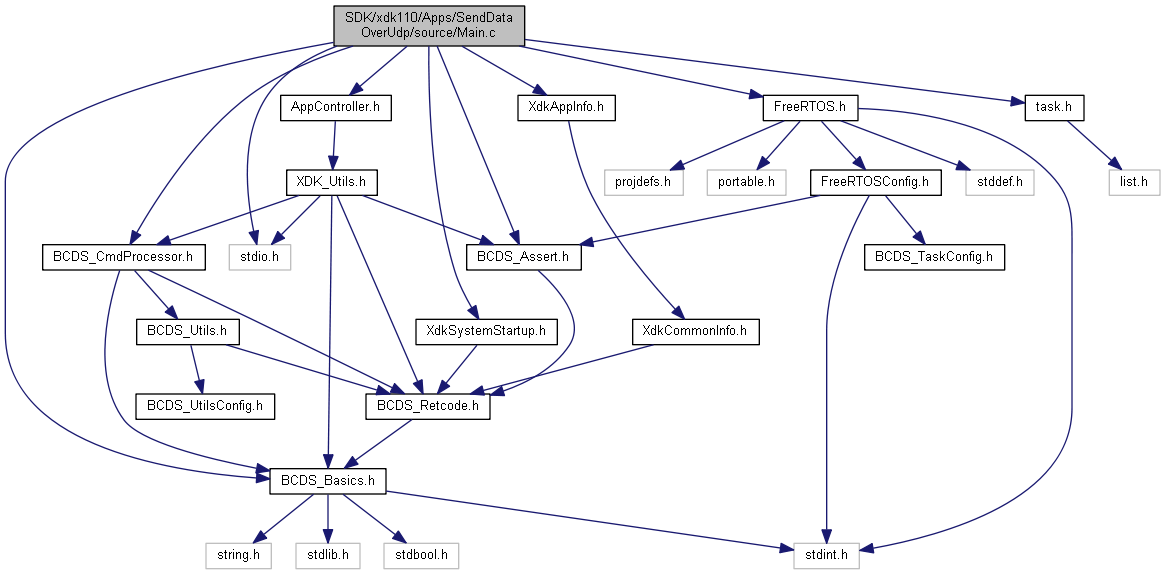 SDK/xdk110/Apps/SendData
OverUdp/source/Main.c
AppController.h
XdkAppInfo.h
FreeRTOS.h
task.h
XDK_Utils.h
projdefs.h
portable.h
FreeRTOSConfig.h
stddef.h
list.h
BCDS_CmdProcessor.h
stdio.h
BCDS_Assert.h
BCDS_TaskConfig.h
BCDS_Utils.h
XdkSystemStartup.h
XdkCommonInfo.h
BCDS_UtilsConfig.h
BCDS_Retcode.h
BCDS_Basics.h
string.h
stdlib.h
stdbool.h
stdint.h